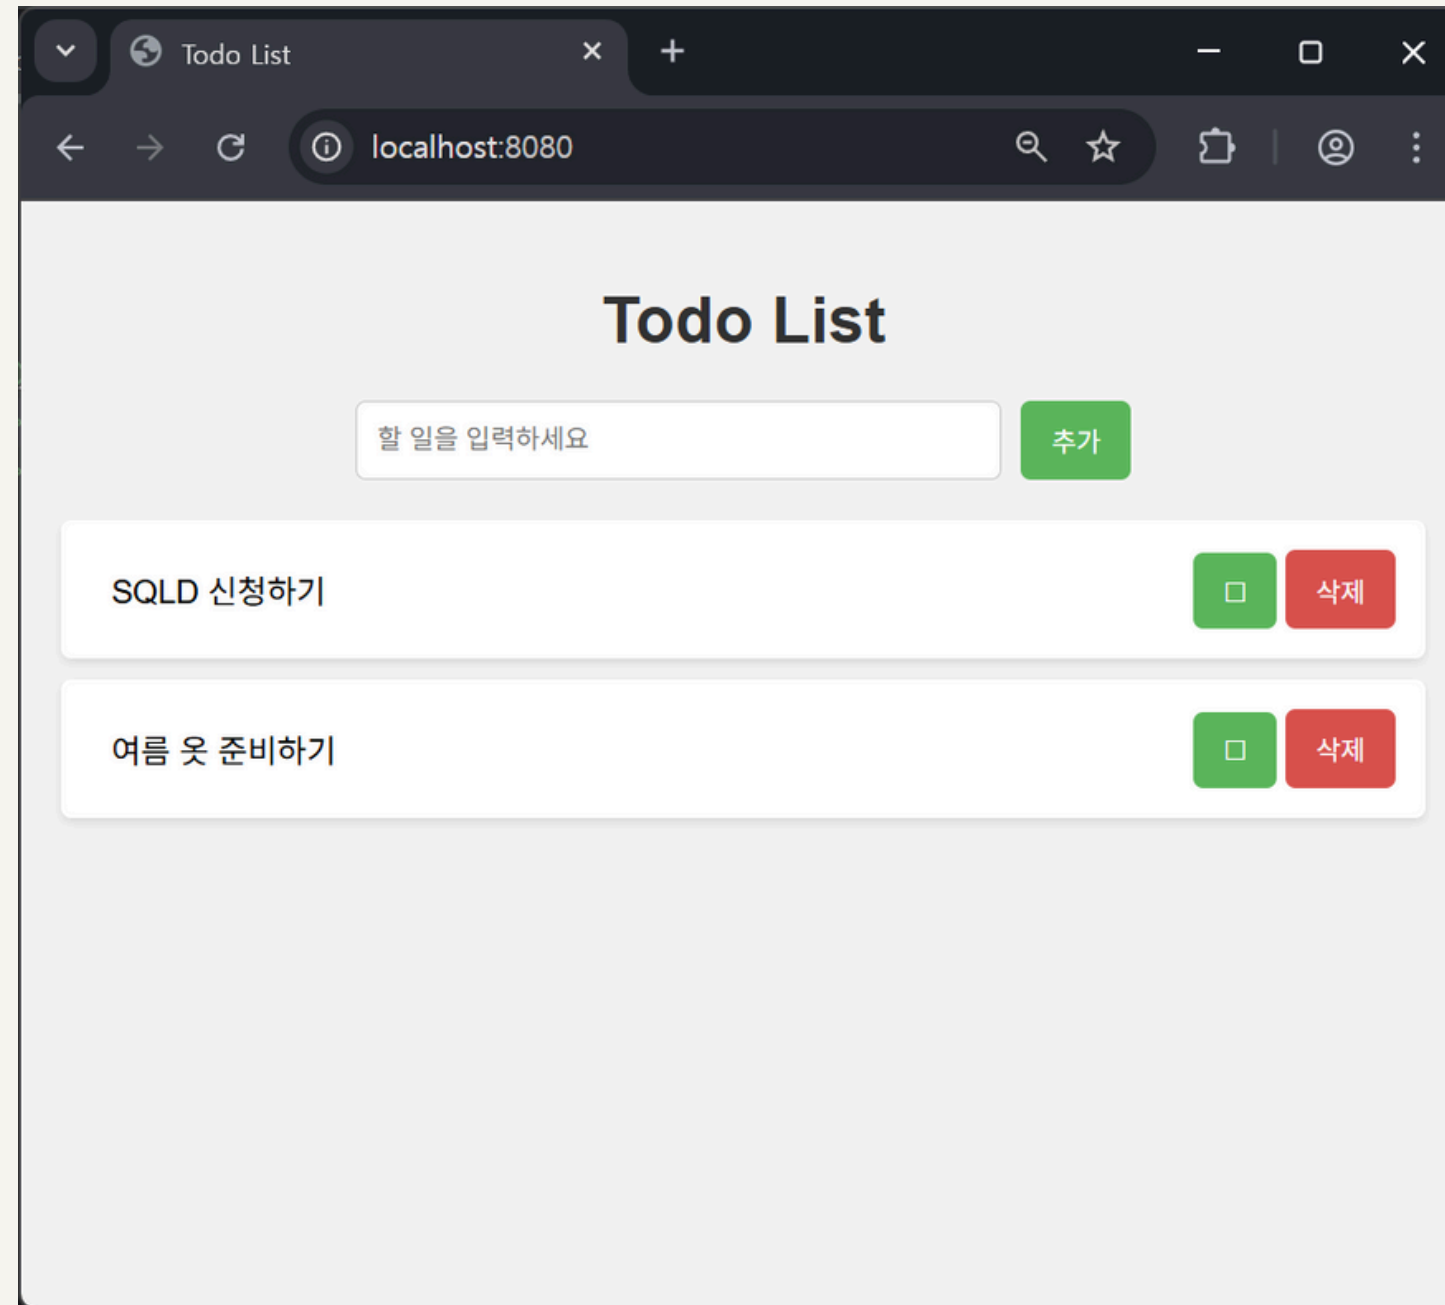 Todo List
localhost:8080
Todo List
할 일을 입력하세요 추가
SQLD 신청하기 □ 삭제
여름 옷 준비하기 □ 삭제